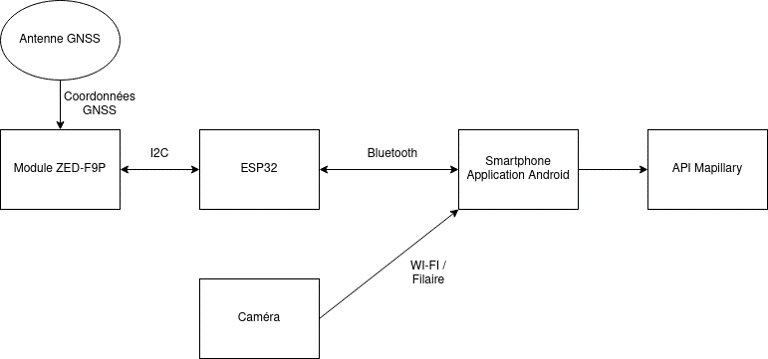 Antenne GNSS
Coordonnées
GNSS
Module ZED-F9P
I2C
ESP32
Bluetooth
Smartphone
Application Android
API Mapillary
WI-FI /
Filaire
Caméra